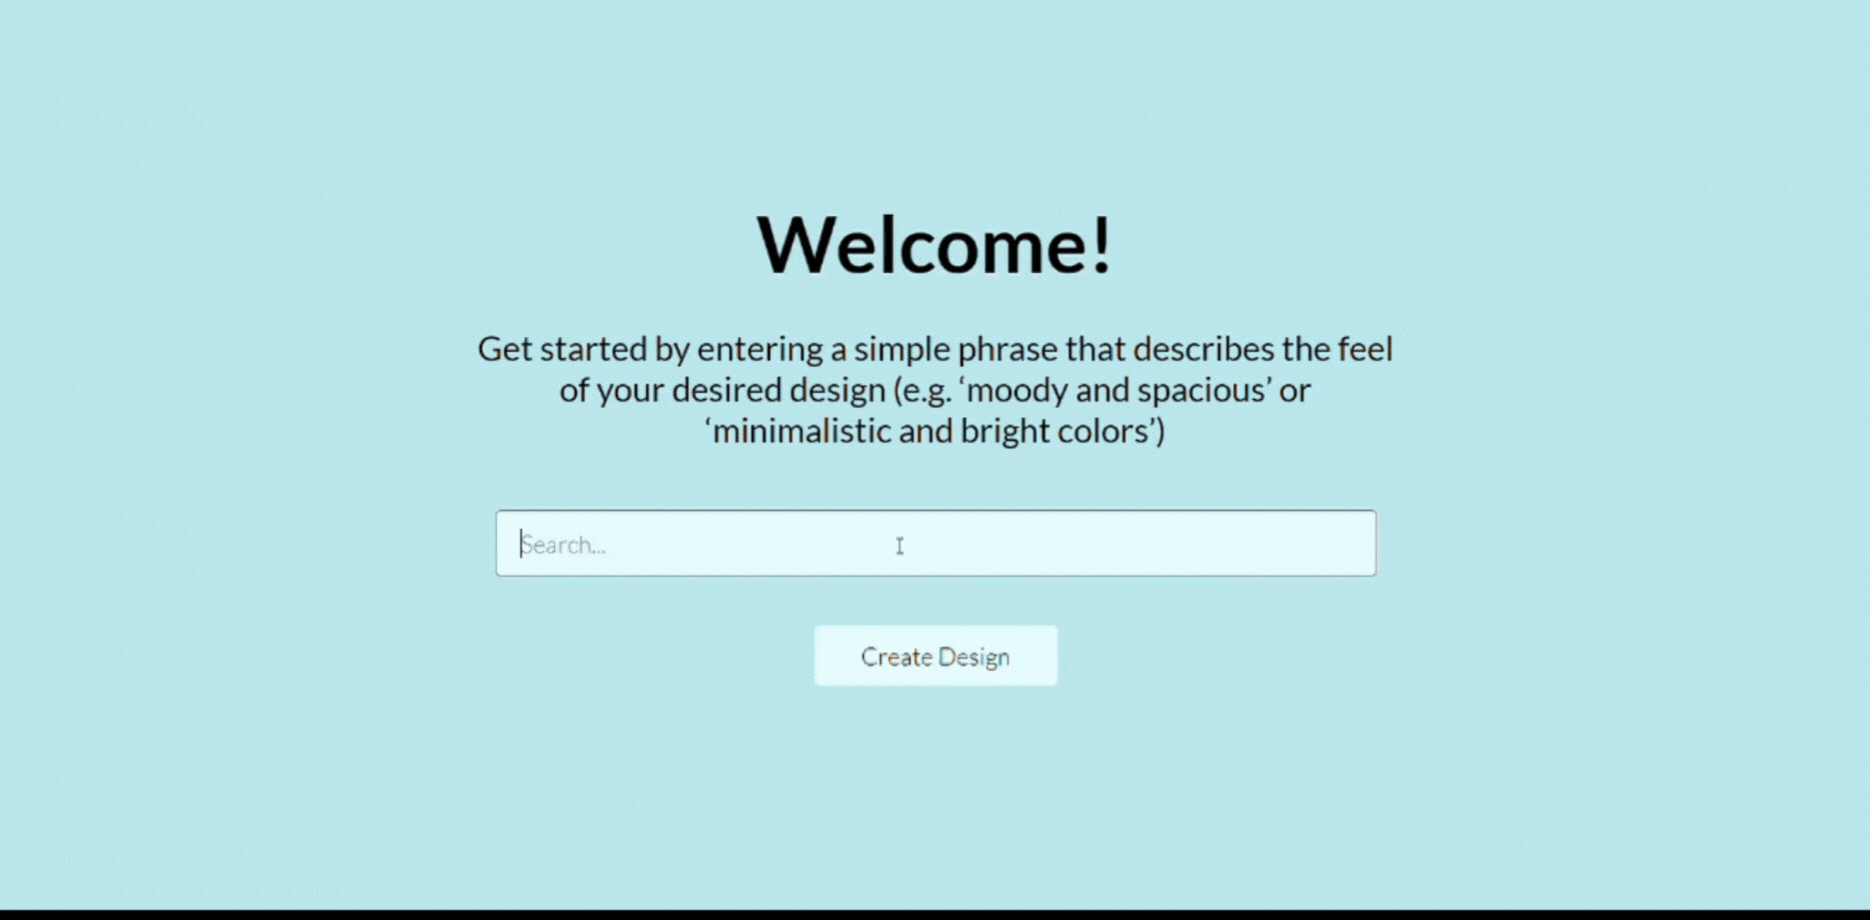 Welcome!
Get started by entering a simple phrase that describes the feel
of your desired design (e.g. ‘moody and spacious’ or
‘minimalistic and bright colors’)
Search...
Create Design